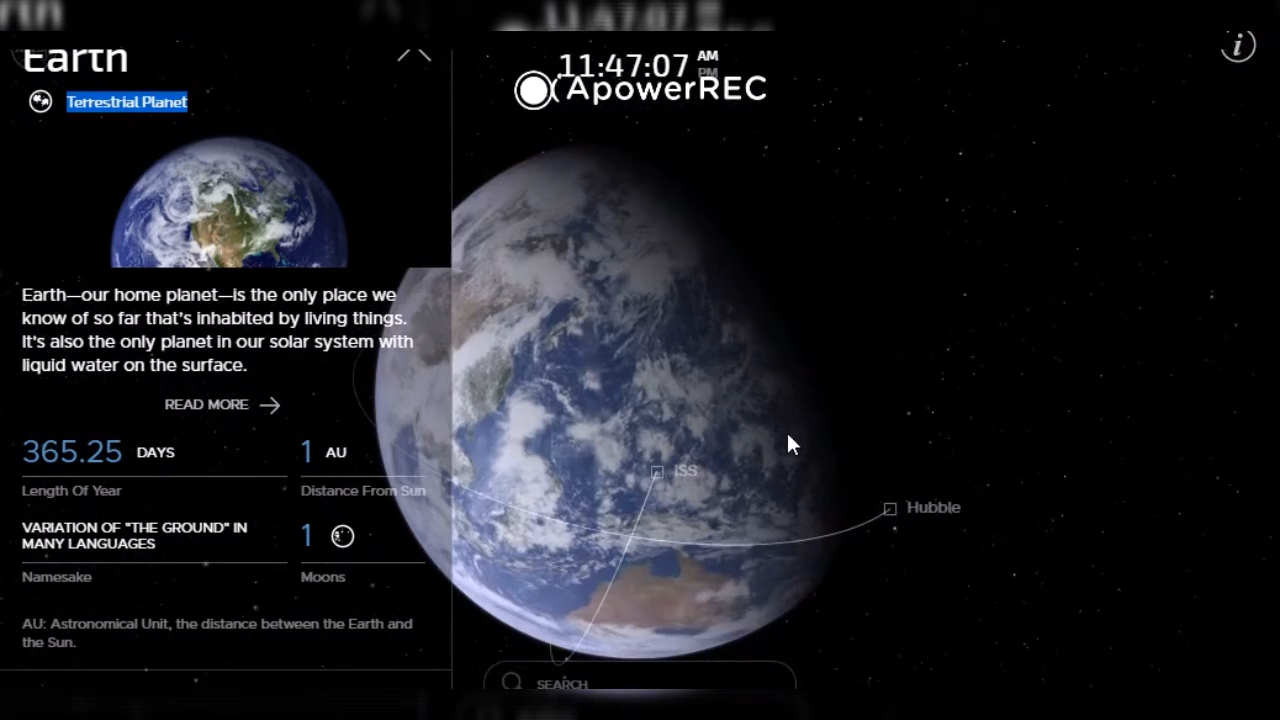 Earth
Terrestrial Planet
11:47:07 AM
PM
ApowerREC
Earth—our home planet—is the only place we
know of so far that's inhabited by living things.
It's also the only planet in our solar system with
liquid water on the surface.
READ MORE
365.25 DAYS
Length Of Year
1 AU
Distance From Sun
VARIATION OF "THE GROUND" IN
MANY LANGUAGES
Namesake
1
Moons
AU: Astronomical Unit, the distance between the Earth and
the Sun.
ISS
Hubble
SEARCH